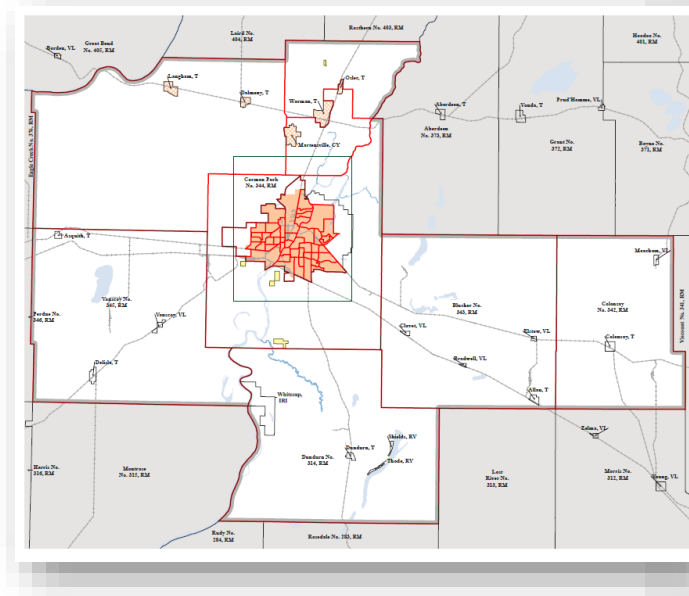 Laird No.
404, RM
Rosthern No. 403, RM
Hoodoo No.
401, RM
Borden, VL
Great Bend
No. 405, RM
Langham, T
Dalmeny, T
Osler, T
Warman, T
Martensville, CY
Aberdeen, T
Aberdeen
No. 373, RM
Vonda, T
Prud'Homme, VL
Grant No.
372, RM
Bayne No.
371, RM
Eagle Creek No. 376, RM
Corman Park
No. 344, RM
Asquith, T
Meacham, VL
Vanscoy No.
345, RM
Vanscoy, VL
Perdue No.
346, RM
Blucher No.
343, RM
Colonsay
No. 342, RM
Viscount No. 341, RM
Clavet, VL
Elstow, VL
Colonsay, T
Bradwell, VL
Delisle, T
Allan, T
Whitecap,
IRI
Shields, RV
Zelma, VL
Dundurn, T
Dundurn No.
314, RM
Thode, RV
Harris No.
316, RM
Montrose
No. 315, RM
Lost
River No.
313, RM
Morris No.
312, RM
Young, VL
Rudy No.
284, RM
Rosedale No. 283, RM